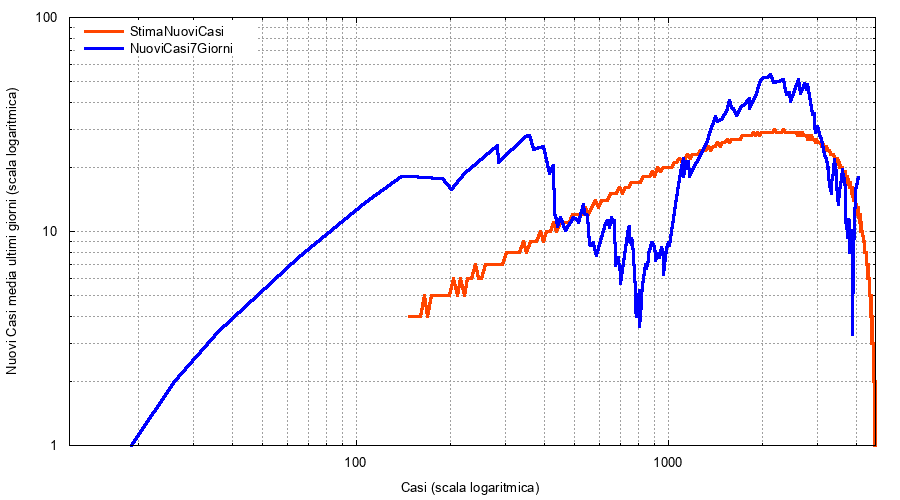 100
StimaNuoviCasi
NuoviCasi7Giorni
Nuovi Casi media ultimi giorni (scala logaritmica)
10
1
100
1000
Casi (scala logaritmica)